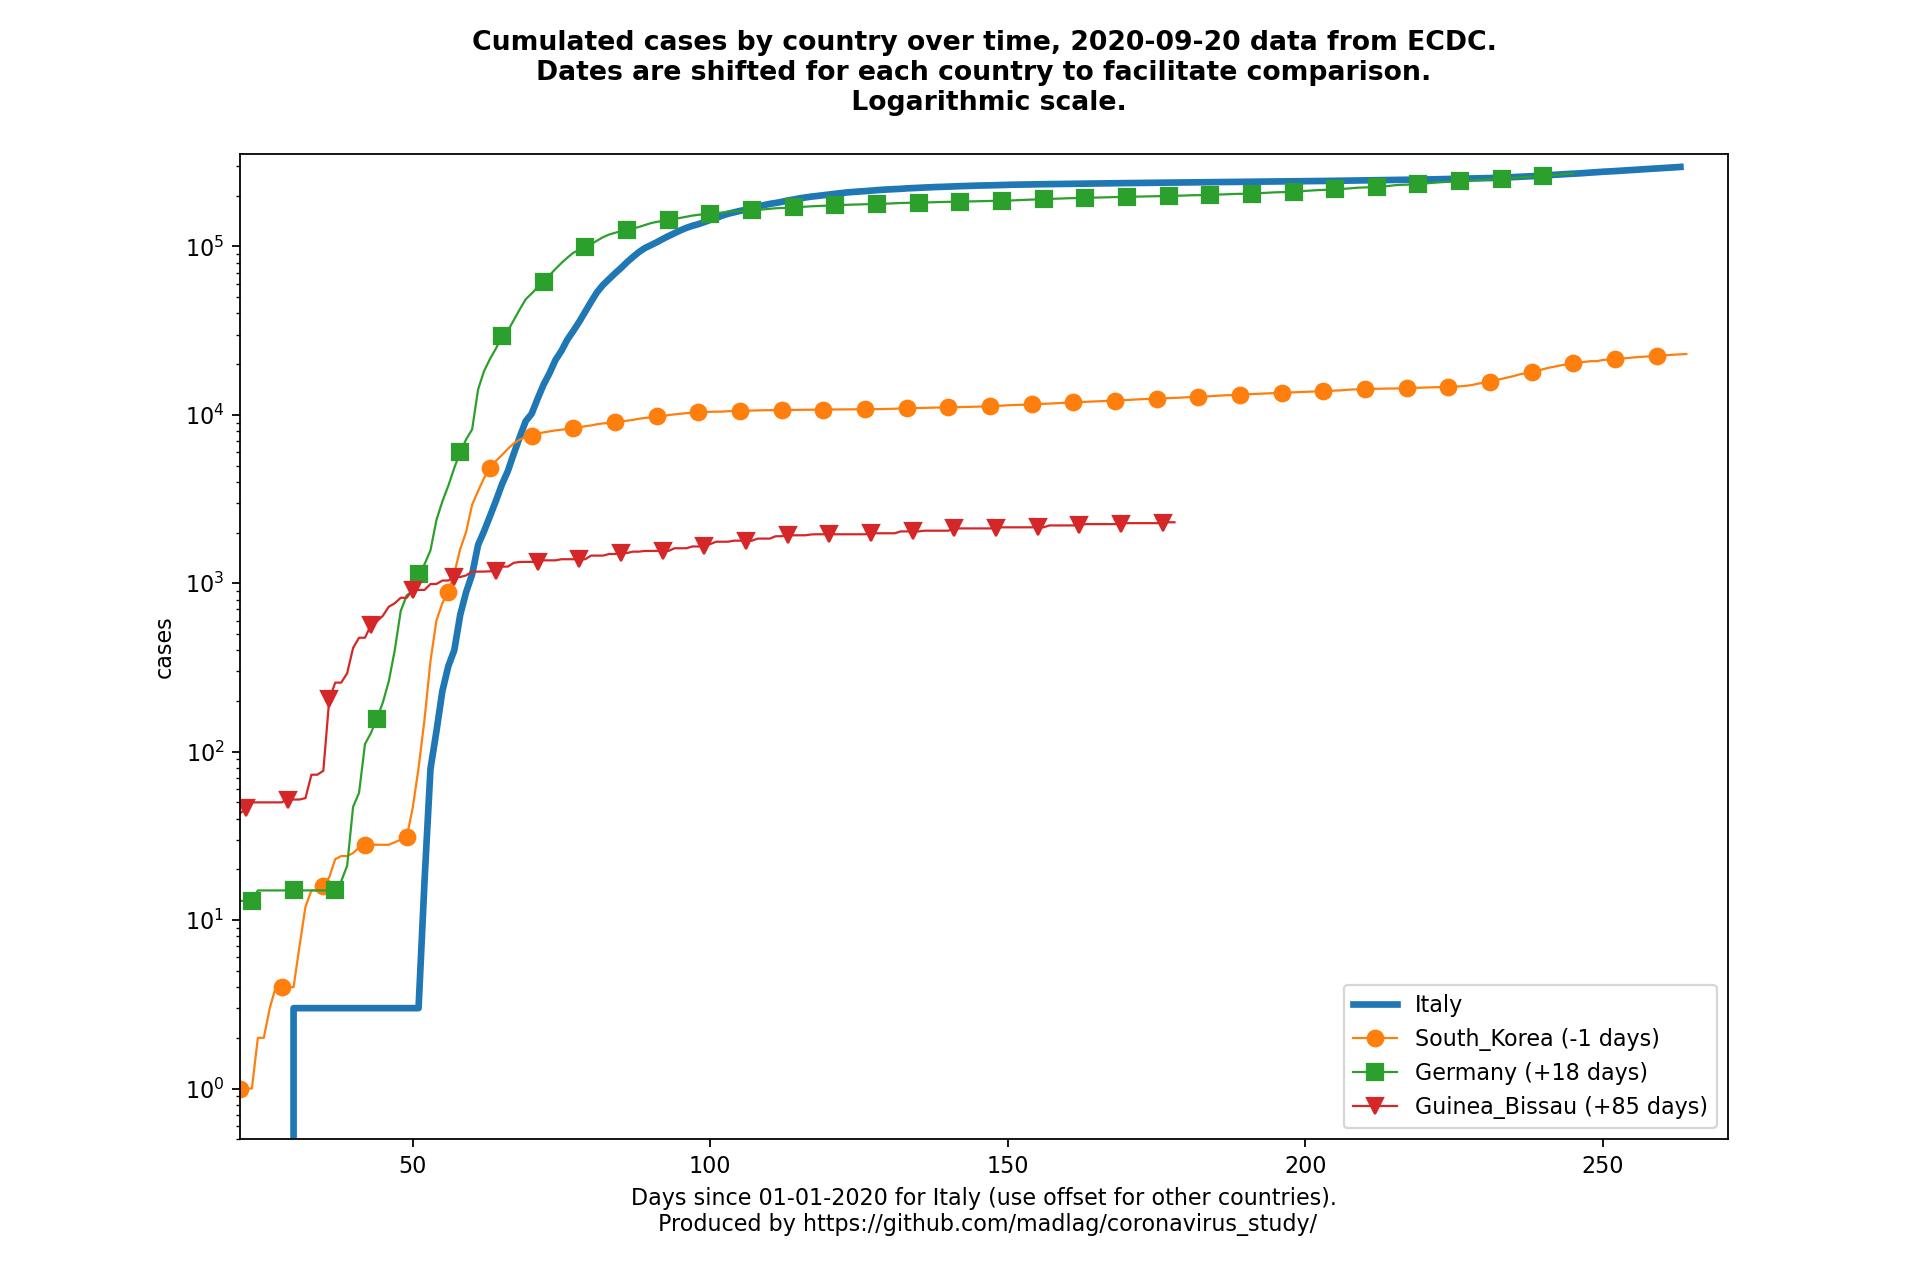 Cumulated cases by country over time, 2020-09-20 data from ECDC.
Dates are shifted for each country to facilitate comparison.
Logarithmic scale.
10^5
10^4
10^3
10^2
10^1
10^0
cases
Italy
South_Korea (-1 days)
Germany (+18 days)
Guinea_Bissau (+85 days)
50 100 150 200 250
Days since 01-01-2020 for Italy (use offset for other countries).
Produced by https://github.com/madlag/coronavirus_study/